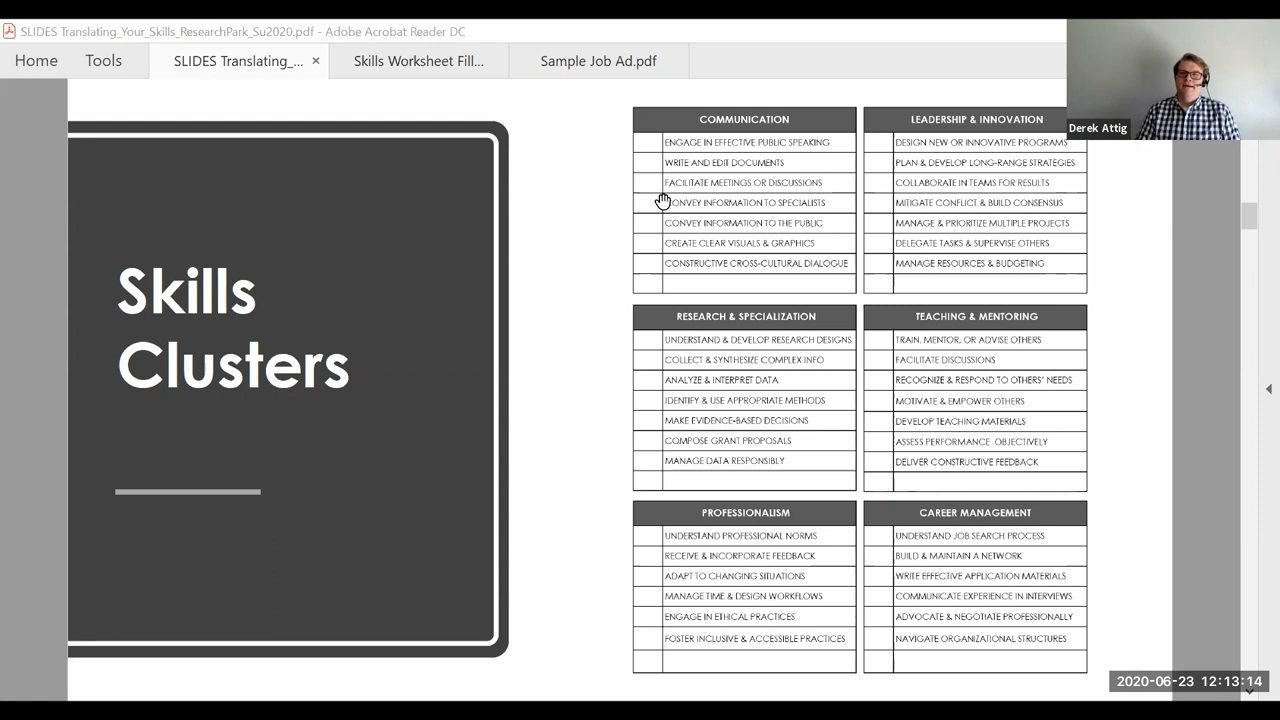 SLIDES Translating_Your_Skills_ResearchPark_Su2020.pdf - Adobe Acrobat Reader DC
Home
Tools
SLIDES Translating_... ×
Skills Worksheet Fill...
Sample Job Ad.pdf
Derek Attig
Skills
Clusters
COMMUNICATION
ENGAGE IN EFFECTIVE PUBLIC SPEAKING
WRITE AND EDIT DOCUMENTS
FACILITATE MEETINGS OR DISCUSSIONS
CONVEY INFORMATION TO SPECIALISTS
CONVEY INFORMATION TO THE PUBLIC
CREATE CLEAR VISUALS & GRAPHICS
CONSTRUCTIVE CROSS-CULTURAL DIALOGUE
LEADERSHIP & INNOVATION
DESIGN NEW OR INNOVATIVE PROGRAMS
PLAN & DEVELOP LONG-RANGE STRATEGIES
COLLABORATE IN TEAMS FOR RESULTS
MITIGATE CONFLICT & BUILD CONSENSUS
MANAGE & PRIORITIZE MULTIPLE PROJECTS
DELEGATE TASKS & SUPERVISE OTHERS
MANAGE RESOURCES & BUDGETING
RESEARCH & SPECIALIZATION
UNDERSTAND & DEVELOP RESEARCH DESIGNS
COLLECT & SYNTHESIZE COMPLEX INFO
ANALYZE & INTERPRET DATA
IDENTIFY & USE APPROPRIATE METHODS
MAKE EVIDENCE-BASED DECISIONS
COMPOSE GRANT PROPOSALS
MANAGE DATA RESPONSIBLY
TEACHING & MENTORING
TRAIN, MENTOR, OR ADVISE OTHERS
FACILITATE DISCUSSIONS
RECOGNIZE & RESPOND TO OTHERS' NEEDS
MOTIVATE & EMPOWER OTHERS
DEVELOP TEACHING MATERIALS
ASSESS PERFORMANCE OBJECTIVELY
DELIVER CONSTRUCTIVE FEEDBACK
PROFESSIONALISM
UNDERSTAND PROFESSIONAL NORMS
RECEIVE & INCORPORATE FEEDBACK
ADAPT TO CHANGING SITUATIONS
MANAGE TIME & DESIGN WORKFLOWS
ENGAGE IN ETHICAL PRACTICES
FOSTER INCLUSIVE & ACCESSIBLE PRACTICES
CAREER MANAGEMENT
UNDERSTAND JOB SEARCH PROCESS
BUILD & MAINTAIN A NETWORK
WRITE EFFECTIVE APPLICATION MATERIALS
COMMUNICATE EXPERIENCE IN INTERVIEWS
ADVOCATE & NEGOTIATE PROFESSIONALLY
NAVIGATE ORGANIZATIONAL STRUCTURES
2020-06-23 12:13:14